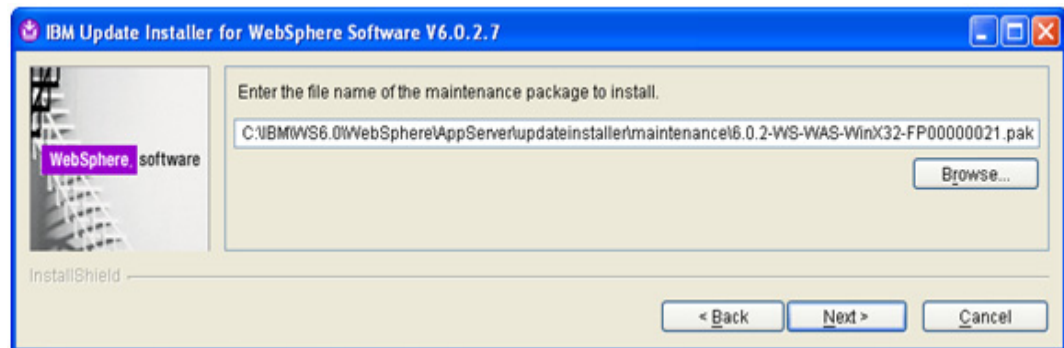 IBM Update Installer for WebSphere Software V6.0.2.7
Enter the file name of the maintenance package to install.
C:\IBM\WS6.0\WebSphere\AppServer\updateinstaller\maintenance\6.0.2-WS-WAS-WinX32-FP00000021.pak
WebSphere. software
Browse...
InstallShield
< Back
Next >
Cancel